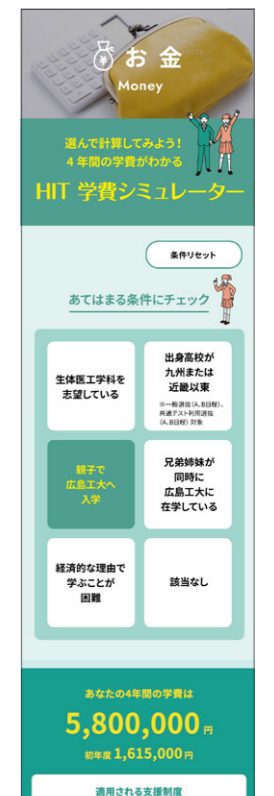 お金
Money
選んで計算してみよう!
4年間の学費がわかる
HIT 学費シミュレーター
条件リセット
あてはまる条件にチェック
生体医工学科を
志望している
出身高校が
九州または
近畿以東
※一般選抜(A、B日程)、
共通テスト利用選抜
(A、B日程)対象
親子で
広島工大へ
入学
兄弟姉妹が
同時に
広島工大に
在学している
経済的な理由で
学ぶことが
困難
該当なし
あなたの4年間の学費は
5,800,000円
初年度1,615,000円
適用される支援制度